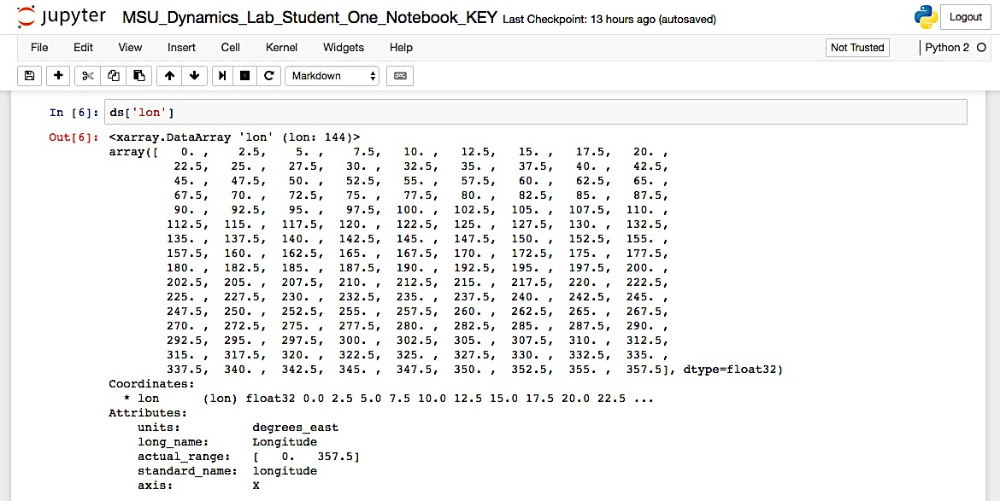 jupyter MSU_Dynamics_Lab_Student_One_Notebook_KEY Last Checkpoint: 13 hours ago (autosaved) Logout
File Edit View Insert Cell Kernel Widgets Help Not Trusted Python 2
Markdown
In [6]: ds['lon']
Out[6]: <xarray.DataArray 'lon' (lon: 144)>
array([   0. ,    2.5,    5. ,    7.5,   10. ,   12.5,   15. ,   17.5,   20. ,
         22.5,   25. ,   27.5,   30. ,   32.5,   35. ,   37.5,   40. ,   42.5,
         45. ,   47.5,   50. ,   52.5,   55. ,   57.5,   60. ,   62.5,   65. ,
         67.5,   70. ,   72.5,   75. ,   77.5,   80. ,   82.5,   85. ,   87.5,
         90. ,   92.5,   95. ,   97.5,  100. ,  102.5,  105. ,  107.5,  110. ,
        112.5,  115. ,  117.5,  120. ,  122.5,  125. ,  127.5,  130. ,  132.5,
        135. ,  137.5,  140. ,  142.5,  145. ,  147.5,  150. ,  152.5,  155. ,
        157.5,  160. ,  162.5,  165. ,  167.5,  170. ,  172.5,  175. ,  177.5,
        180. ,  182.5,  185. ,  187.5,  190. ,  192.5,  195. ,  197.5,  200. ,
        202.5,  205. ,  207.5,  210. ,  212.5,  215. ,  217.5,  220. ,  222.5,
        225. ,  227.5,  230. ,  232.5,  235. ,  237.5,  240. ,  242.5,  245. ,
        247.5,  250. ,  252.5,  255. ,  257.5,  260. ,  262.5,  265. ,  267.5,
        270. ,  272.5,  275. ,  277.5,  280. ,  282.5,  285. ,  287.5,  290. ,
        292.5,  295. ,  297.5,  300. ,  302.5,  305. ,  307.5,  310. ,  312.5,
        315. ,  317.5,  320. ,  322.5,  325. ,  327.5,  330. ,  332.5,  335. ,
        337.5,  340. ,  342.5,  345. ,  347.5,  350. ,  352.5,  355. ,  357.5], dtype=float32)
Coordinates:
  * lon      (lon) float32 0.0 2.5 5.0 7.5 10.0 12.5 15.0 17.5 20.0 22.5 ...
Attributes:
    units:          degrees_east
    long_name:      Longitude
    actual_range:   [   0.   357.5]
    standard_name:  longitude
    axis:           X